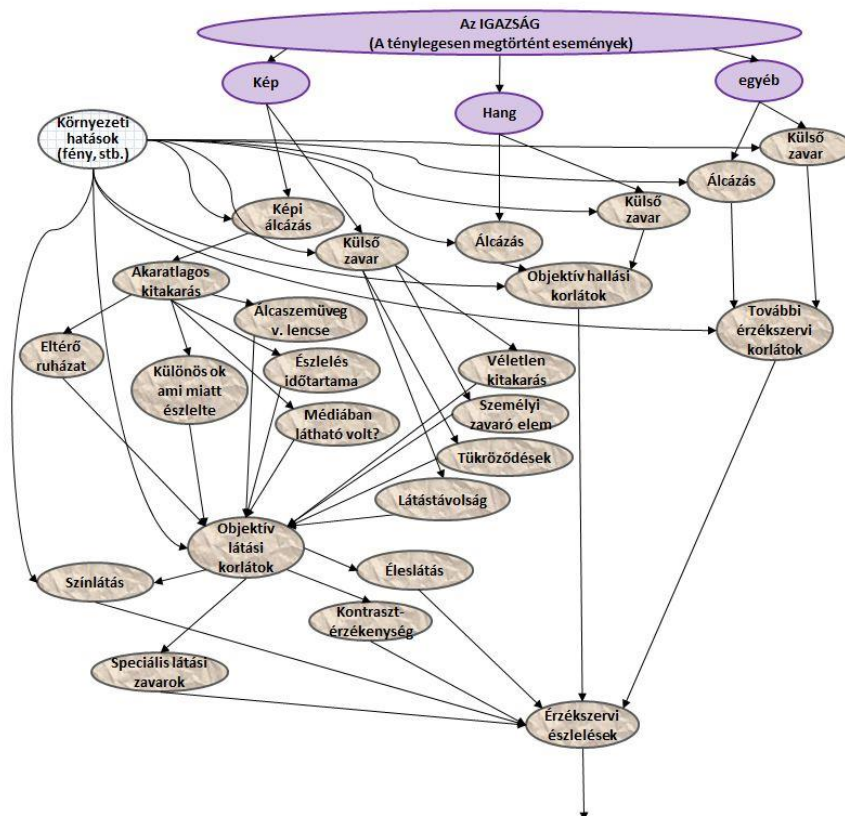 Az IGAZSÁG
(A ténylegesen megtörtént események)
Kép
egyéb
Hang
Környezeti
hatások
(fény, stb.)
Külső
zavar
Álcázás
Képi
álcázás
Külső
zavar
Külső
zavar
Álcázás
Akaratlagos
kitakarás
Objektív hallási
korlátok
Álcaszemüveg
v. lencse
További
érzékszervi
korlátok
Eltérő
ruházat
Különös ok
ami miatt
észlelte
Észlelés
időtartama
Véletlen
kitakarás
Médiában
látható volt?
Személyi
zavaró elem
Tükröződések
Látástávolság
Objektív
látási
korlátok
Színlátás
Éleslátás
Kontraszt-
érzékenység
Speciális látási
zavarok
Érzékszervi
észlelések